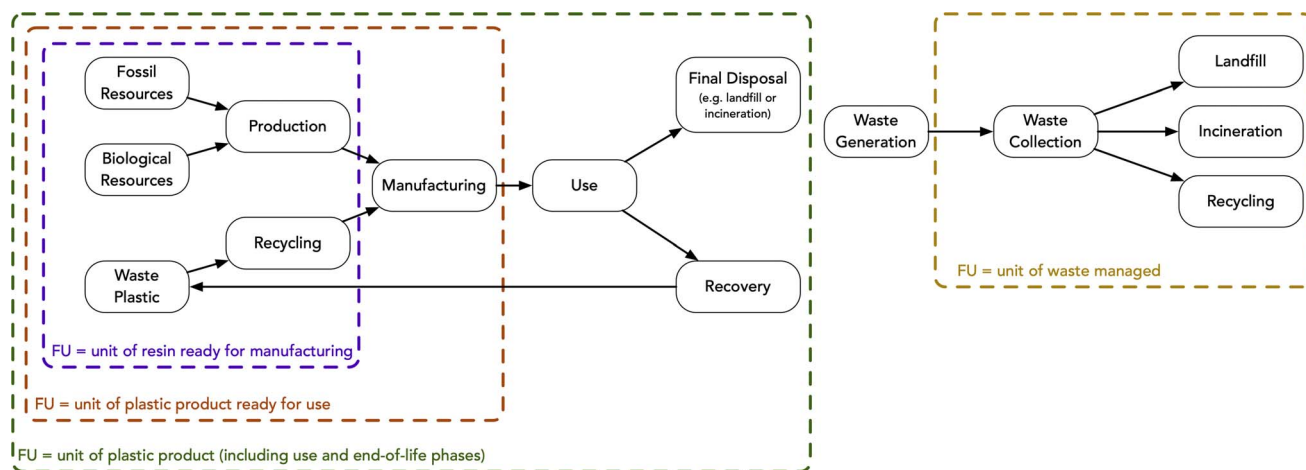 Fossil
Resources
Biological
Resources
Production
Waste
Plastic
Recycling
Manufacturing
Use
Final Disposal
(e.g. landfill or
incineration)
Recovery
FU = unit of resin ready for manufacturing
FU = unit of plastic product ready for use
FU = unit of plastic product (including use and end-of-life phases)
Waste
Generation
Waste
Collection
Landfill
Incineration
Recycling
FU = unit of waste managed